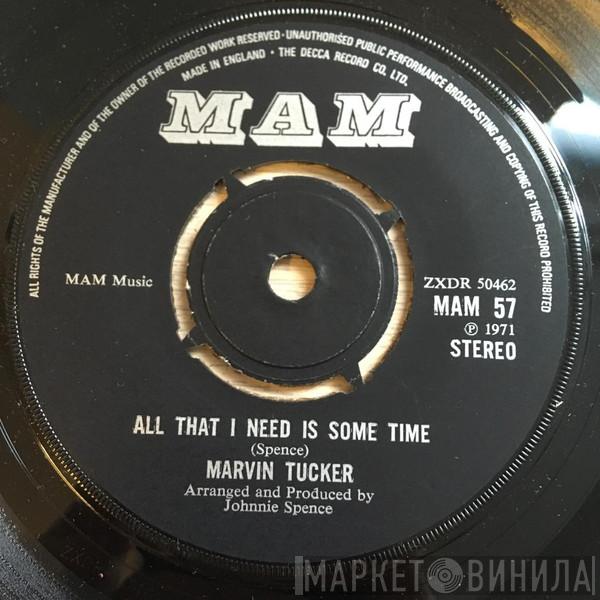 ALL RIGHTS OF THE MANUFACTURER AND OF THE OWNER OF THE RECORDED WORK RESERVED · UNAUTHORISED PUBLIC PERFORMANCE BROADCASTING AND COPYING OF THIS RECORD PROHIBITED
MADE IN ENGLAND · THE DECCA RECORD CO. LTD.
MAM
MAM Music
ZXDR 50462
MAM 57
℗ 1971
STEREO
ALL THAT I NEED IS SOME TIME
(Spence)
MARVIN TUCKER
Arranged and Produced by
Johnnie Spence
МАРКЕТ ВИНИЛА